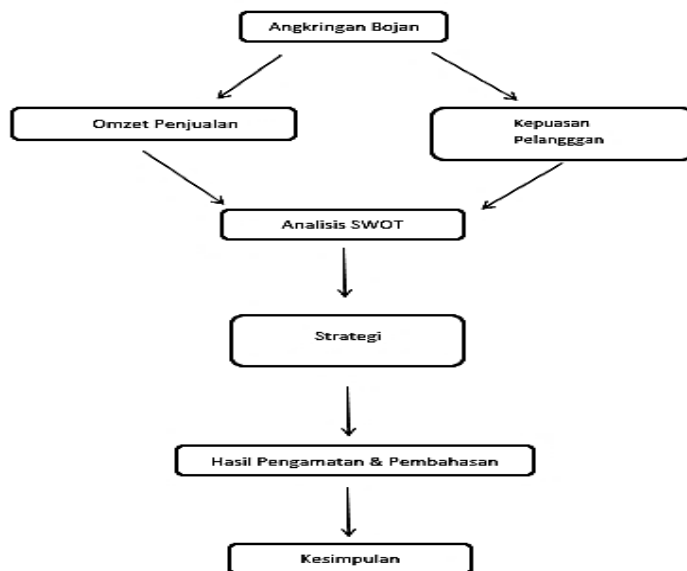 Angkringan Bojan
Omzet Penjualan
Kepuasan
Pelangggan
Analisis SWOT
Strategi
Hasil Pengamatan & Pembahasan
Kesimpulan